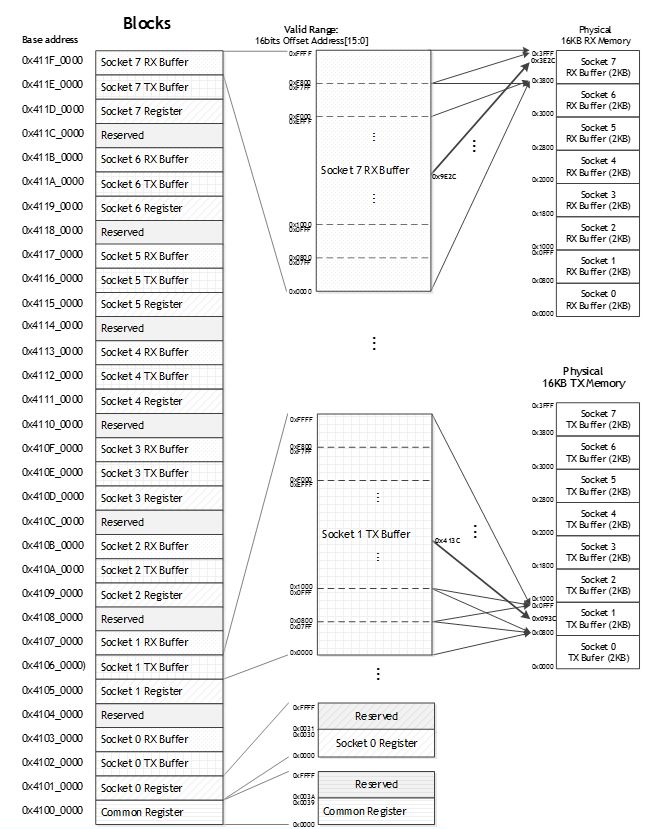 Blocks
Base address
0x411F_0000 Socket 7 RX Buffer
0x411E_0000 Socket 7 TX Buffer
0x411D_0000 Socket 7 Register
0x411C_0000 Reserved
0x411B_0000 Socket 6 RX Buffer
0x411A_0000 Socket 6 TX Buffer
0x4119_0000 Socket 6 Register
0x4118_0000 Reserved
0x4117_0000 Socket 5 RX Buffer
0x4116_0000 Socket 5 TX Buffer
0x4115_0000 Socket 5 Register
0x4114_0000 Reserved
0x4113_0000 Socket 4 RX Buffer
0x4112_0000 Socket 4 TX Buffer
0x4111_0000 Socket 4 Register
0x4110_0000 Reserved
0x410F_0000 Socket 3 RX Buffer
0x410E_0000 Socket 3 TX Buffer
0x410D_0000 Socket 3 Register
0x410C_0000 Reserved
0x410B_0000 Socket 2 RX Buffer
0x410A_0000 Socket 2 TX Buffer
0x4109_0000 Socket 2 Register
0x4108_0000 Reserved
0x4107_0000 Socket 1 RX Buffer
0x4106_0000) Socket 1 TX Buffer
0x4105_0000 Socket 1 Register
0x4104_0000 Reserved
0x4103_0000 Socket 0 RX Buffer
0x4102_0000 Socket 0 TX Buffer
0x4101_0000 Socket 0 Register
0x4100_0000 Common Register
Valid Range:
16bits Offset Address[15:0]
0xFFFF
0xF800
0xF7FF
0xF000
0xEFFF
Socket 7 RX Buffer
0x9E2C
0x1000
0x0FFF
0x0800
0x07FF
0x0000
Physical
16KB RX Memory
0x3FFF
0x3E2C
Socket 7
RX Buffer (2KB)
0x3800
Socket 6
RX Buffer (2KB)
0x3000
Socket 5
RX Buffer (2KB)
0x2800
Socket 4
RX Buffer (2KB)
0x2000
Socket 3
RX Buffer (2KB)
0x1800
Socket 2
RX Buffer (2KB)
0x1000
0x0FFF
Socket 1
RX Buffer (2KB)
0x0800
Socket 0
RX Buffer (2KB)
0x0000
0xFFFF
0xF800
0xF7FF
0xF000
0xEFFF
Socket 1 TX Buffer
0x413C
0x1000
0x0FFF
0x0800
0x07FF
0x0000
Physical
16KB TX Memory
0x3FFF
Socket 7
TX Buffer (2KB)
0x3800
Socket 6
TX Buffer (2KB)
0x3000
Socket 5
TX Buffer (2KB)
0x2800
Socket 4
TX Buffer (2KB)
0x2000
Socket 3
TX Buffer (2KB)
0x1800
Socket 2
TX Buffer (2KB)
0x1000
0x0FFF
0x093C
Socket 1
TX Buffer (2KB)
0x0800
Socket 0
TX Buffer (2KB)
0x0000
0xFFFF
Reserved
0x0031
0x0030
Socket 0 Register
0x0000
0xFFFF
Reserved
0x003A
0x0039
Common Register
0x0000